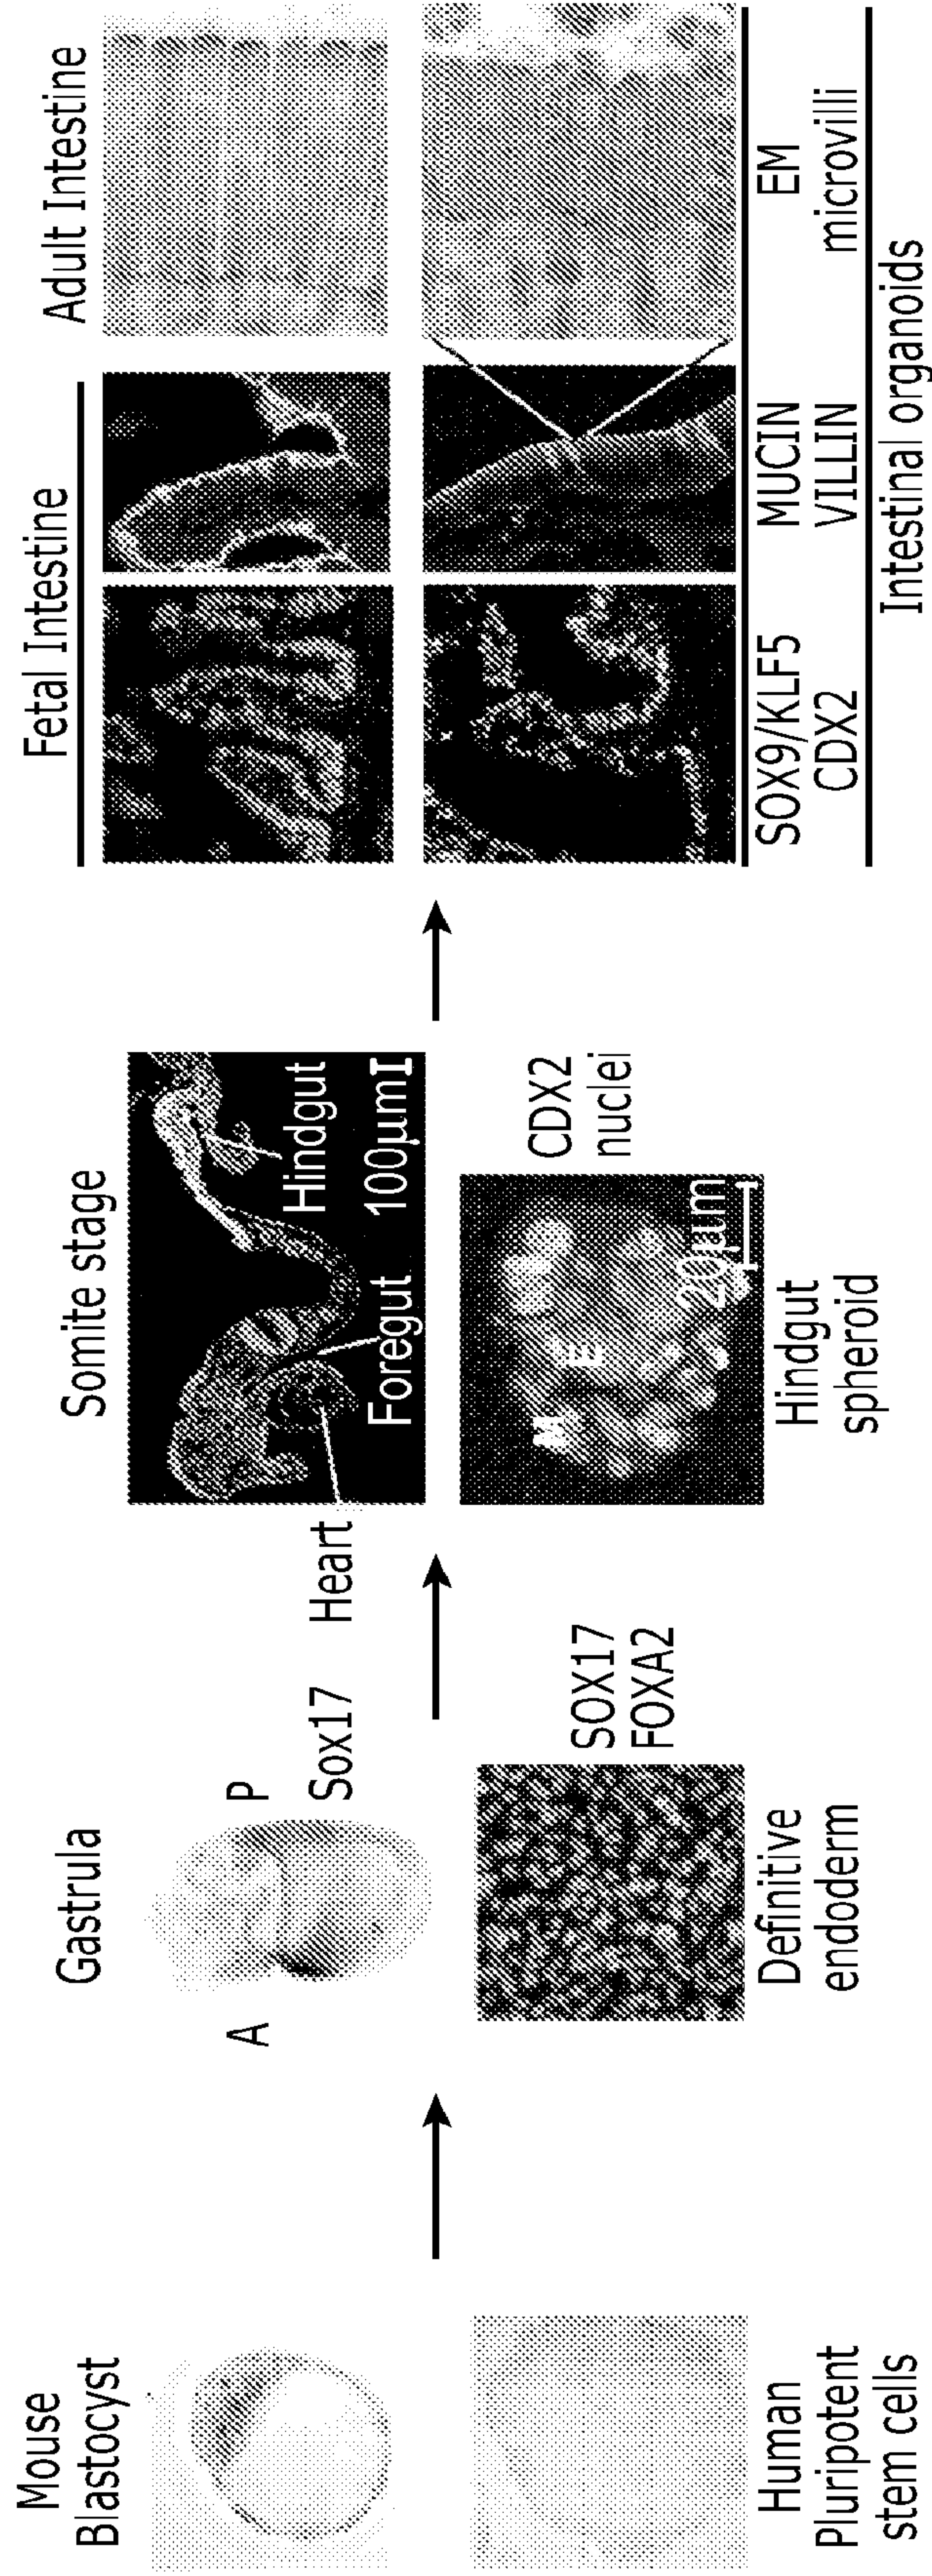 Mouse
Blastocyst
Gastrula
A
P
Sox17
Somite stage
Heart
Foregut
Hindgut
100μm
Fetal Intestine
Adult Intestine
Human
Pluripotent
stem cells
Definitive
endoderm
SOX17
FOXA2
M
E
20μm
Hindgut
spheroid
CDX2
nuclei
SOX9/KLF5
CDX2
MUCIN
VILLIN
EM
microvilli
Intestinal organoids